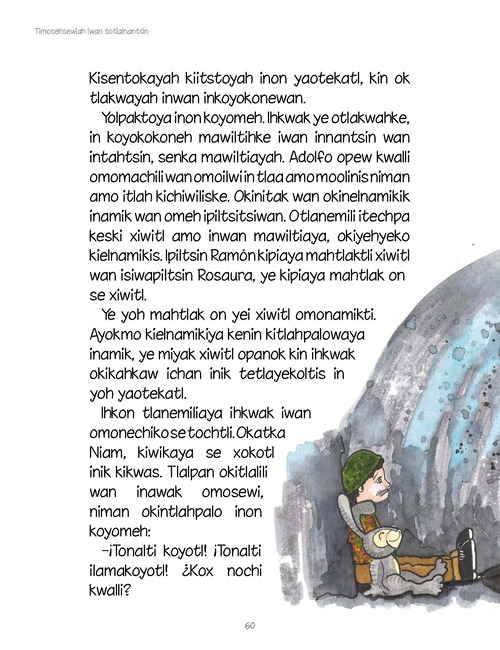 Timosehsewiah iwan totlalnantsin
Kisentokayah kiitstoyah inon yaotekatl, kin ok
tlakwayah inwan inkoyokonewan.
Yolpaktoya inon koyomeh. Ihkwak ye otlakwahke,
in koyokokoneh mawiltihke iwan innantsin wan
intahtsin, senka mawiltiayah. Adolfo opew kwalli
omomachili wan omoilwi in tlaa amo moolinis niman
amo itlah kichiwiliske. Okinitak wan okinelnamikik
inamik wan omeh ipiltsitsiwan. Otlanemili itechpa
keski xiwitl amo inwan mawiltiaya, okiyehyeko
kielnamikis. Ipiltsin Ramón kipiaya mahtlaktli xiwitl
wan isiwapiltsin Rosaura, ye kipiaya mahtlak on
se xiwitl.
Ye yoh mahtlak on yei xiwitl omonamikti.
Ayokmo kielnamikiya kenin kitlahpalowaya
inamik, ye miyak xiwitl opanok kin ihkwak
okikahkaw ichan inik tetlayekoltis in
yoh yaotekatl.
Ihkon tlanemiliaya ihkwak iwan
omonechiko se tochtli. Okatka
Niam, kiwikaya se xokotl
inik kikwas. Tlalpan okitlalili
wan inawak omosewi,
niman okintlahpalo inon
koyomeh:
–¡Tonalti koyotl! ¡Tonalti
ilamakoyotl! ¿Kox nochi
kwalli?
60